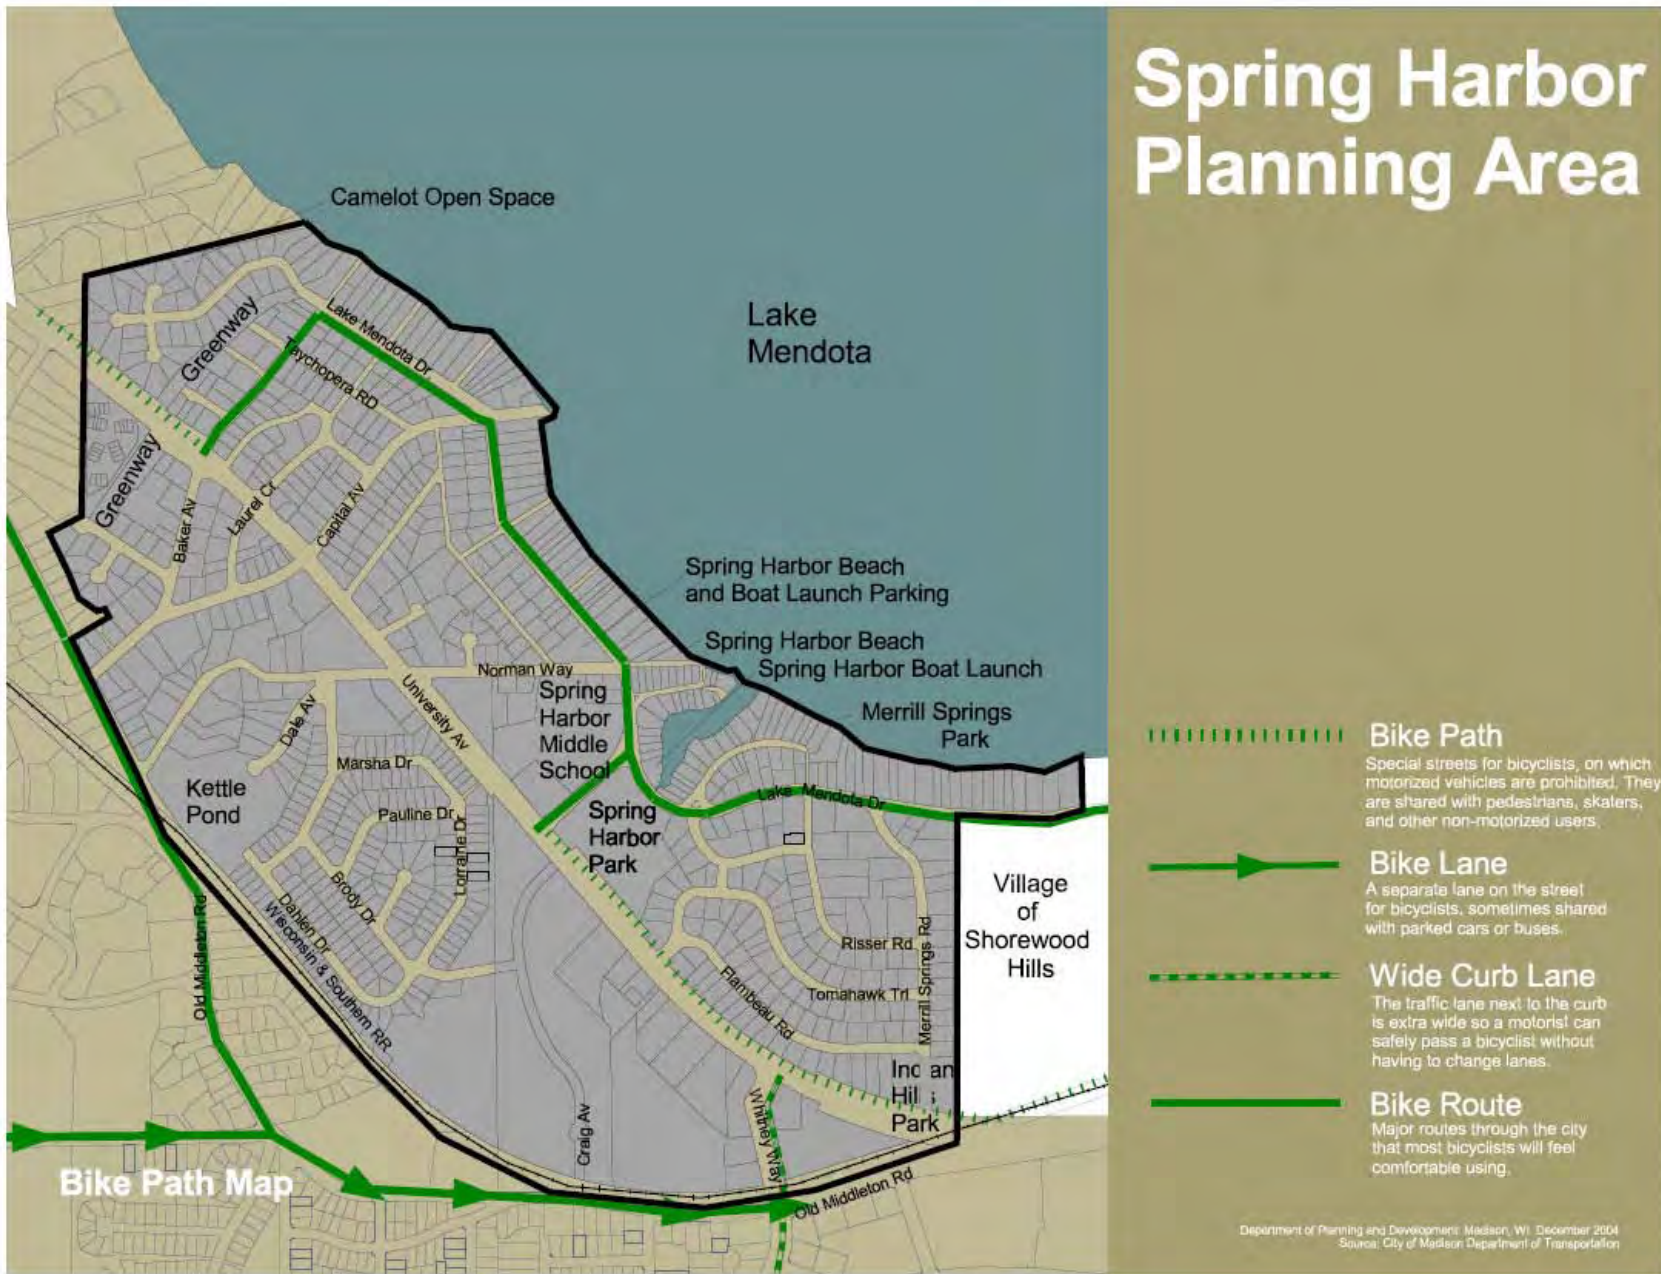 Spring Harbor
Planning Area
Camelot Open Space
Lake
Mendota
Greenway
Lake Mendota Dr
Taychopera RD
Greenway
Baker Av
Laurel Cr
Capital Av
Spring Harbor Beach
and Boat Launch Parking
Spring Harbor Beach
Spring Harbor Boat Launch
Merrill Springs
Park
Norman Way
Spring
Harbor
Middle
School
University Av
Dale Av
Marsha Dr
Kettle
Pond
Pauline Dr
Lorraine Dr
Brody Dr
Dahlen Dr
Wisconsin & Southern RR
Old Middleton Rd
Spring
Harbor
Park
Lake Mendota Dr
Village
of
Shorewood
Hills
Risser Rd
Tomahawk Trl
Merrill Springs Rd
Flambeau Rd
Indian
Hills
Park
Whitney Way
Craig Av
Old Middleton Rd
Bike Path Map
Bike Path
Special streets for bicyclists, on which
motorized vehicles are prohibited. They
are shared with pedestrians, skaters,
and other non-motorized users.
Bike Lane
A separate lane on the street
for bicyclists, sometimes shared
with parked cars or buses.
Wide Curb Lane
The traffic lane next to the curb
is extra wide so a motorist can
safely pass a bicyclist without
having to change lanes.
Bike Route
Major routes through the city
that most bicyclists will feel
comfortable using.
Department of Planning and Development Madison, WI December 2004
Source: City of Madison Department of Transportation